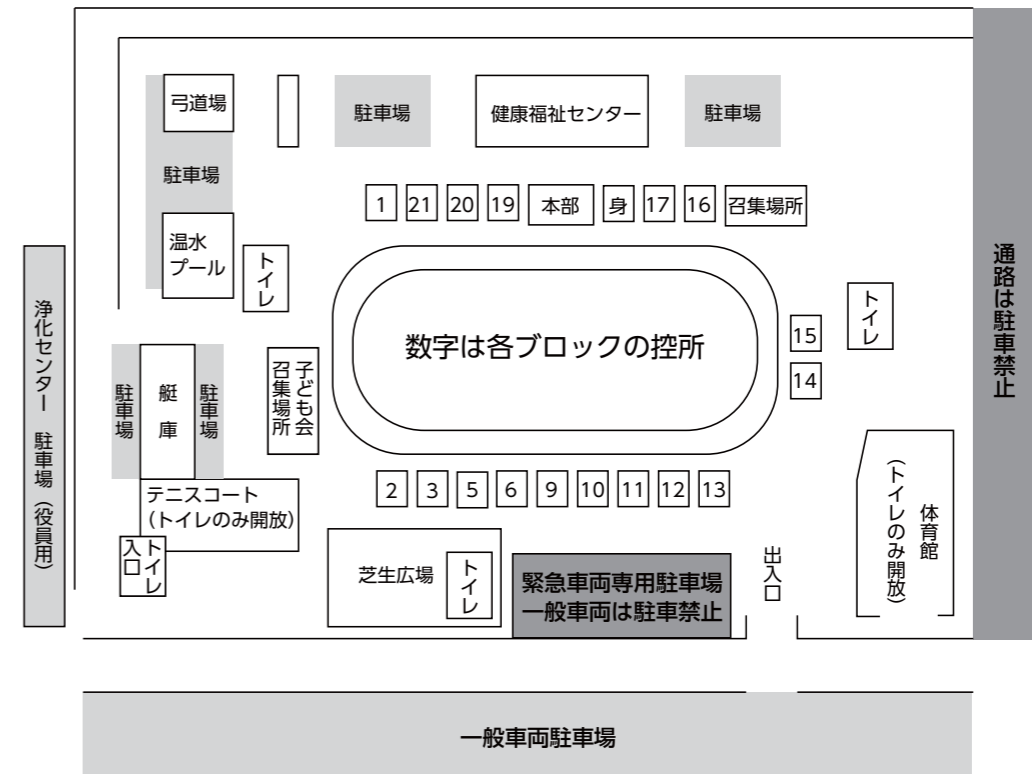 弓道場
駐車場
健康福祉センター
駐車場
駐車場
1
21
20
19
本部
身
17
16
召集場所
温水
プール
トイレ
トイレ
通路は駐車禁止
浄化センター 駐車場(役員用)
数字は各ブロックの控所
15
14
駐車場
艇庫
駐車場
子ども会
召集場所
2
3
5
6
9
10
11
12
13
テニスコート
(トイレのみ開放)
トイレ
入口
芝生広場
トイレ
緊急車両専用駐車場
一般車両は駐車禁止
出入口
体育館
(トイレのみ開放)
一般車両駐車場